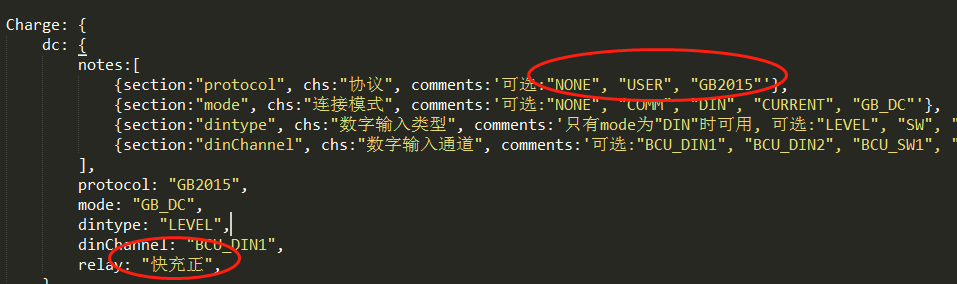 Charge: {
dc: {
notes:[
{section:"protocol", chs:"协议", comments:'可选:"NONE", "USER", "GB2015"'},
{section:"mode", chs:"连接模式", comments:'可选:"NONE", "COMM", "DIN", "CURRENT", "GB_DC"'},
{section:"dintype", chs:"数字输入类型", comments:'只有mode为"DIN"时可用, 可选:"LEVEL", "SW", "
{section:"dinChannel", chs:"数字输入通道", comments:'可选:"BCU_DIN1", "BCU_DIN2", "BCU_SW1", "
],
protocol: "GB2015",
mode: "GB_DC",
dintype: "LEVEL",
dinChannel: "BCU_DIN1",
relay: "快充正",